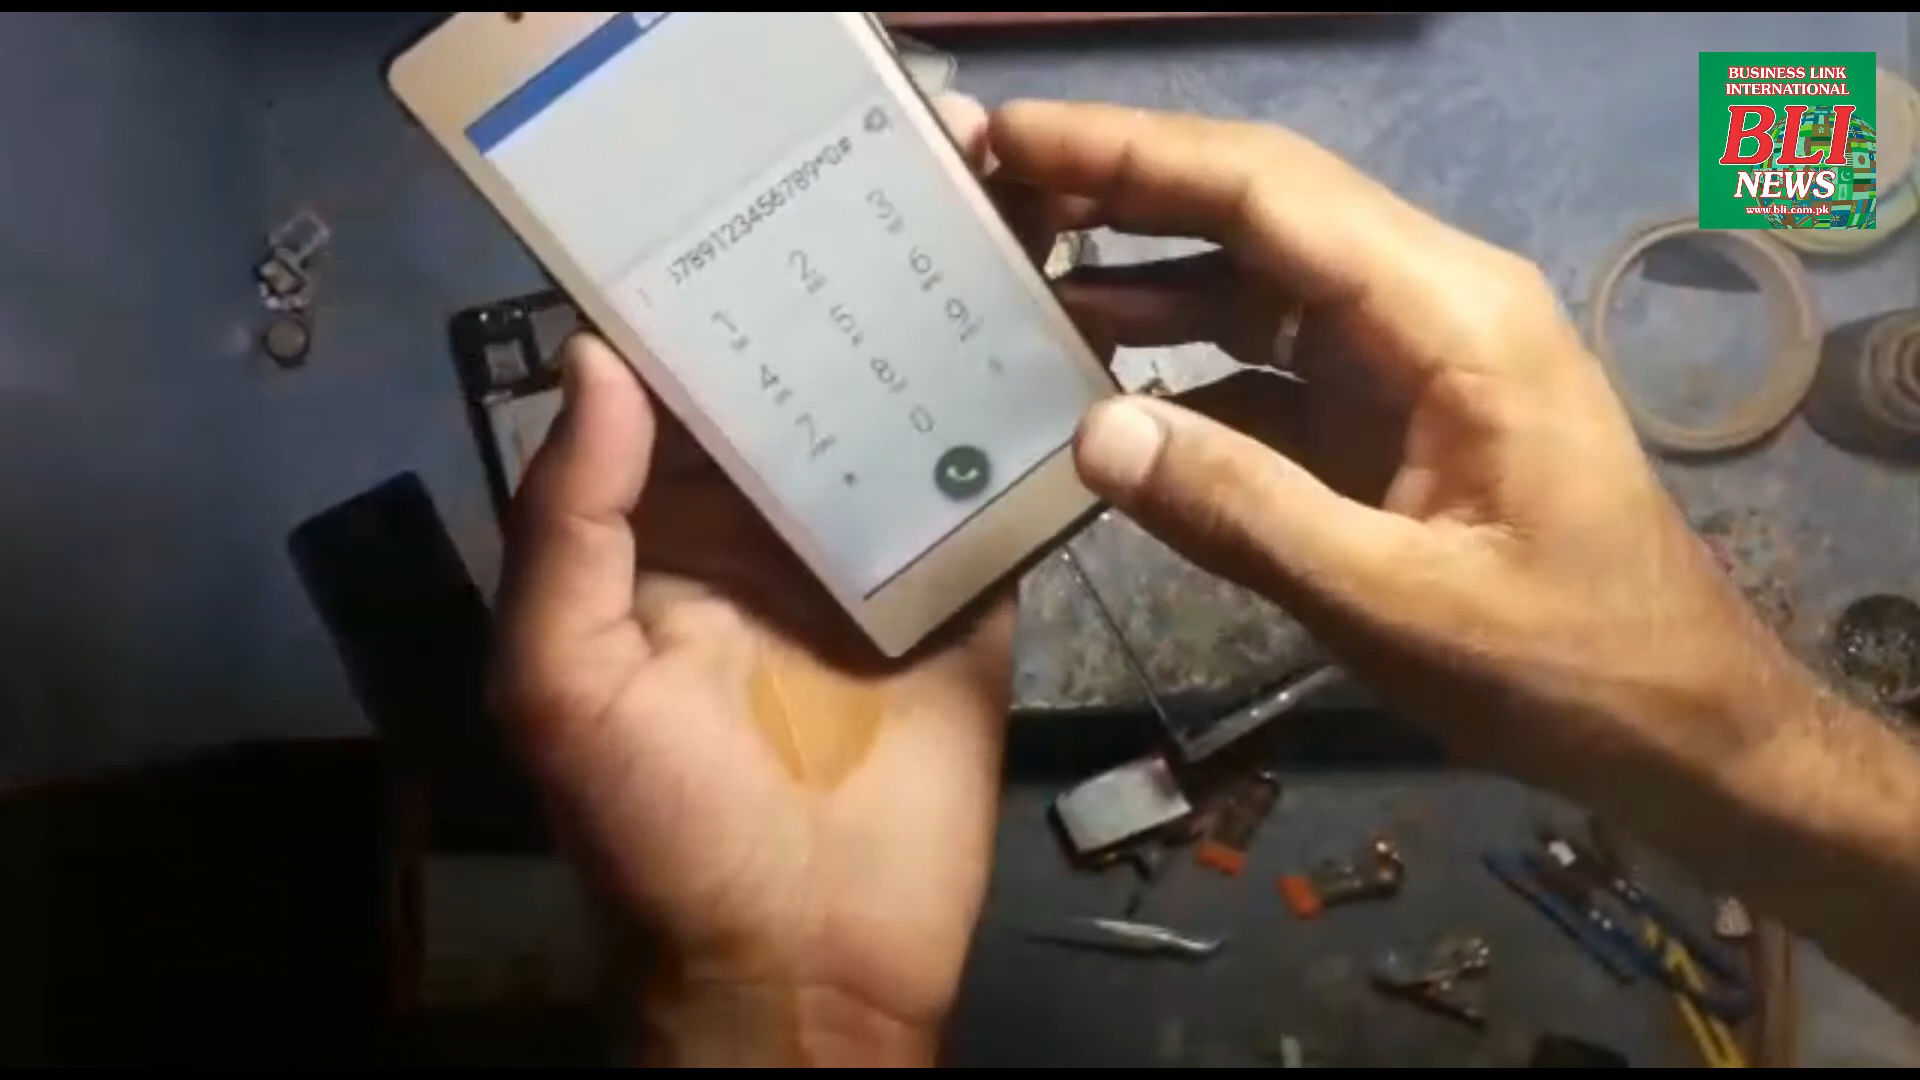 BUSINESS LINK
INTERNATIONAL
BLI
NEWS
www.bli.com.pk
789123456789*0#
1 2 3
4 5 6
7 8 9
* 0